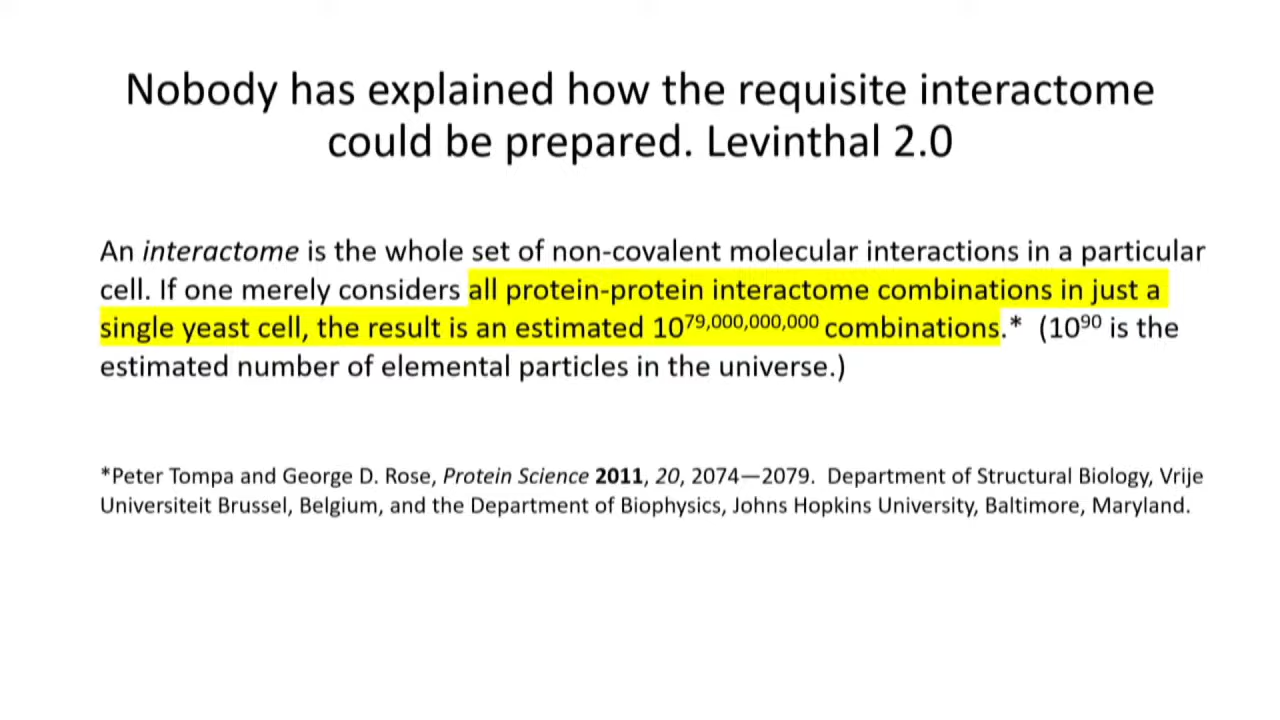 Nobody has explained how the requisite interactome
could be prepared. Levinthal 2.0
An interactome is the whole set of non-covalent molecular interactions in a particular
cell. If one merely considers all protein-protein interactome combinations in just a
single yeast cell, the result is an estimated 10^79,000,000,000 combinations.* (10^90 is the
estimated number of elemental particles in the universe.)
*Peter Tompa and George D. Rose, Protein Science 2011, 20, 2074—2079. Department of Structural Biology, Vrije
Universiteit Brussel, Belgium, and the Department of Biophysics, Johns Hopkins University, Baltimore, Maryland.